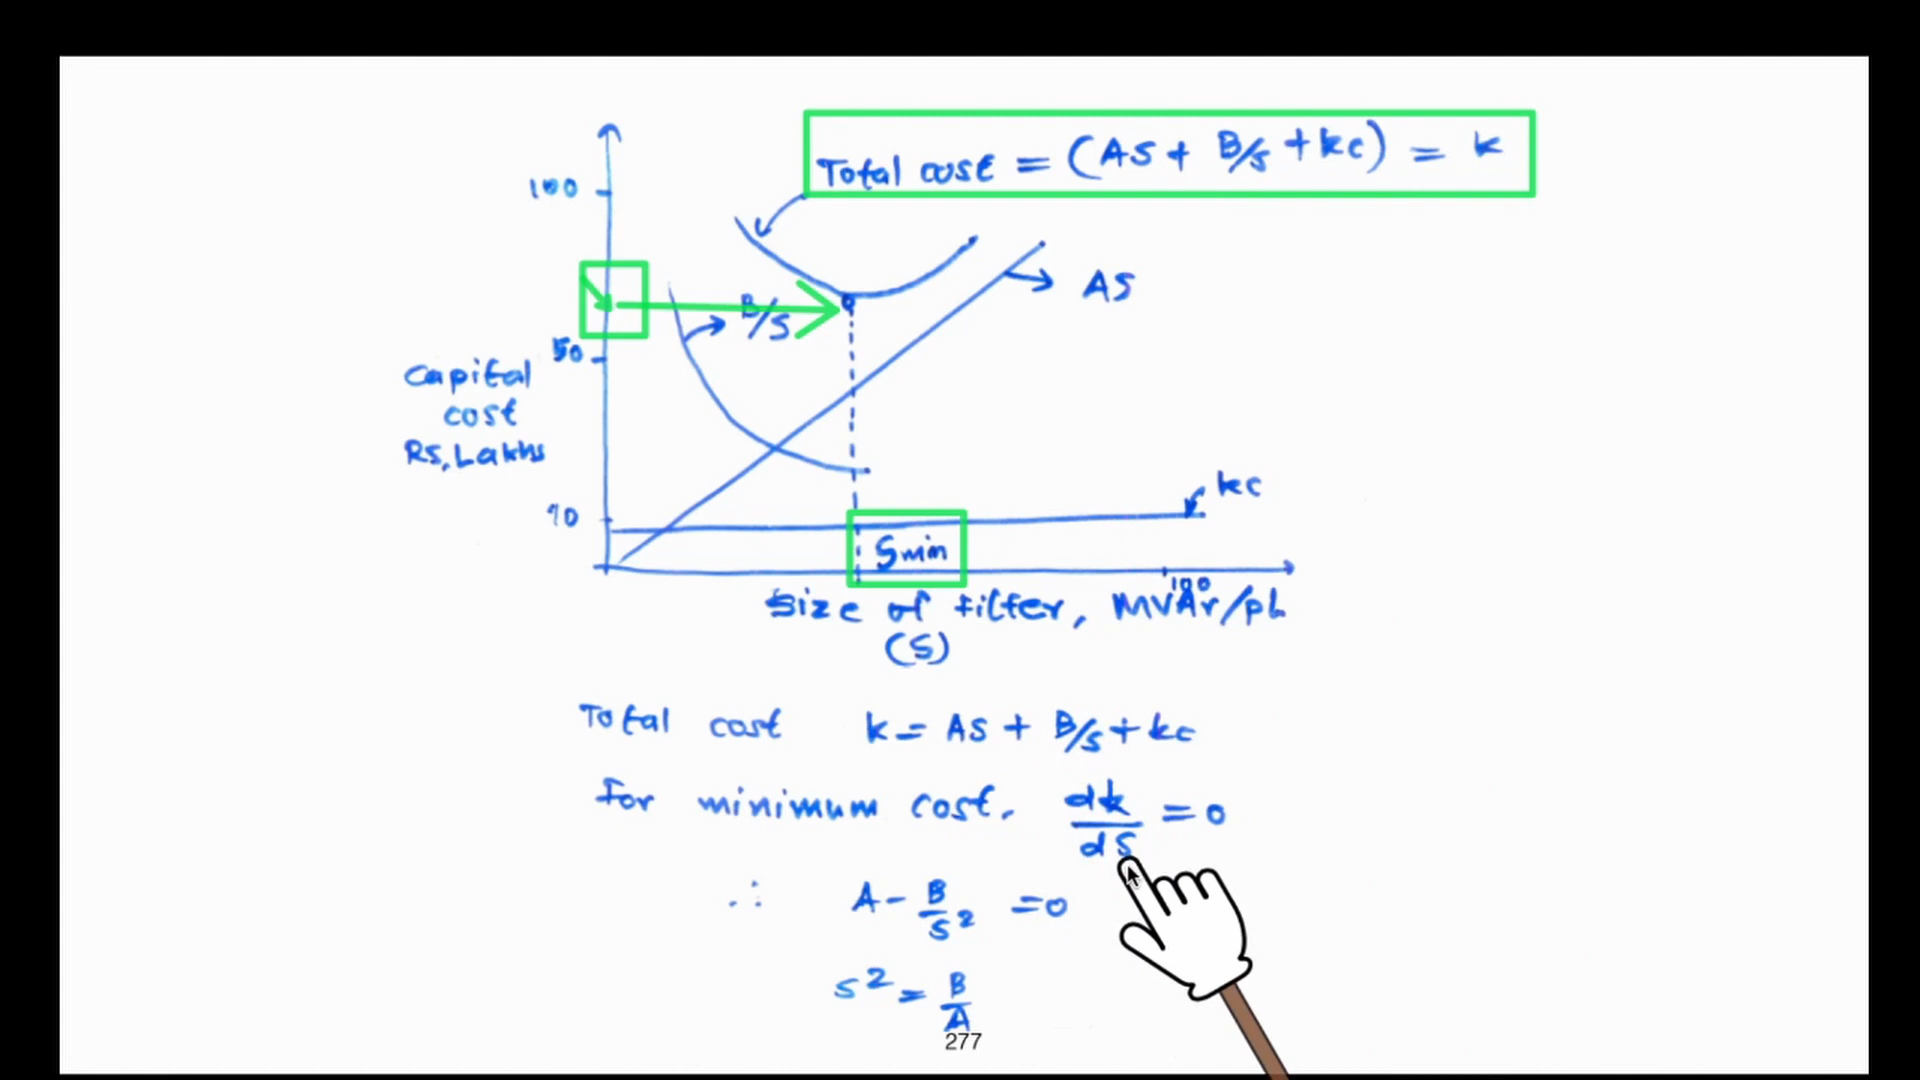 Total cost = (AS + B/S + kc) = k
100
B/S
AS
50
Capital
cost
Rs, Lakhs
kc
10
Smin
100
Size of filter, MVAr/ph
(S)
Total cost k = AS + B/S + kc
For minimum cost. dk/dS = 0
∴ A - B/S² = 0
S² = B/A
277